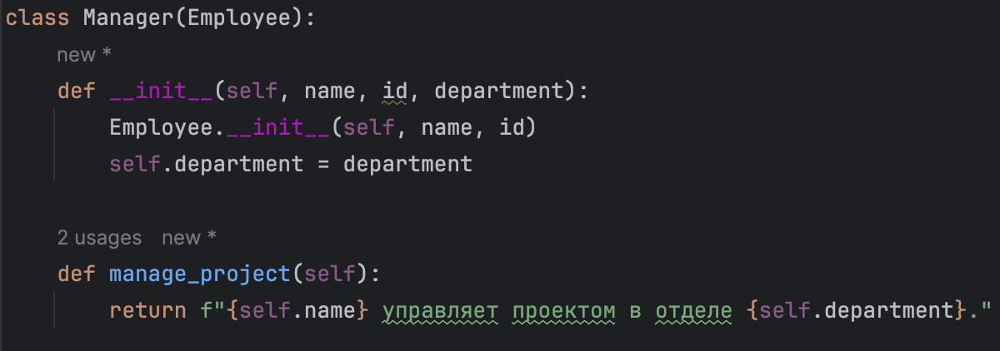 class Manager(Employee):
new *
def __init__(self, name, id, department):
Employee.__init__(self, name, id)
self.department = department
2 usages new *
def manage_project(self):
return f"{self.name} управляет проектом в отделе {self.department}."